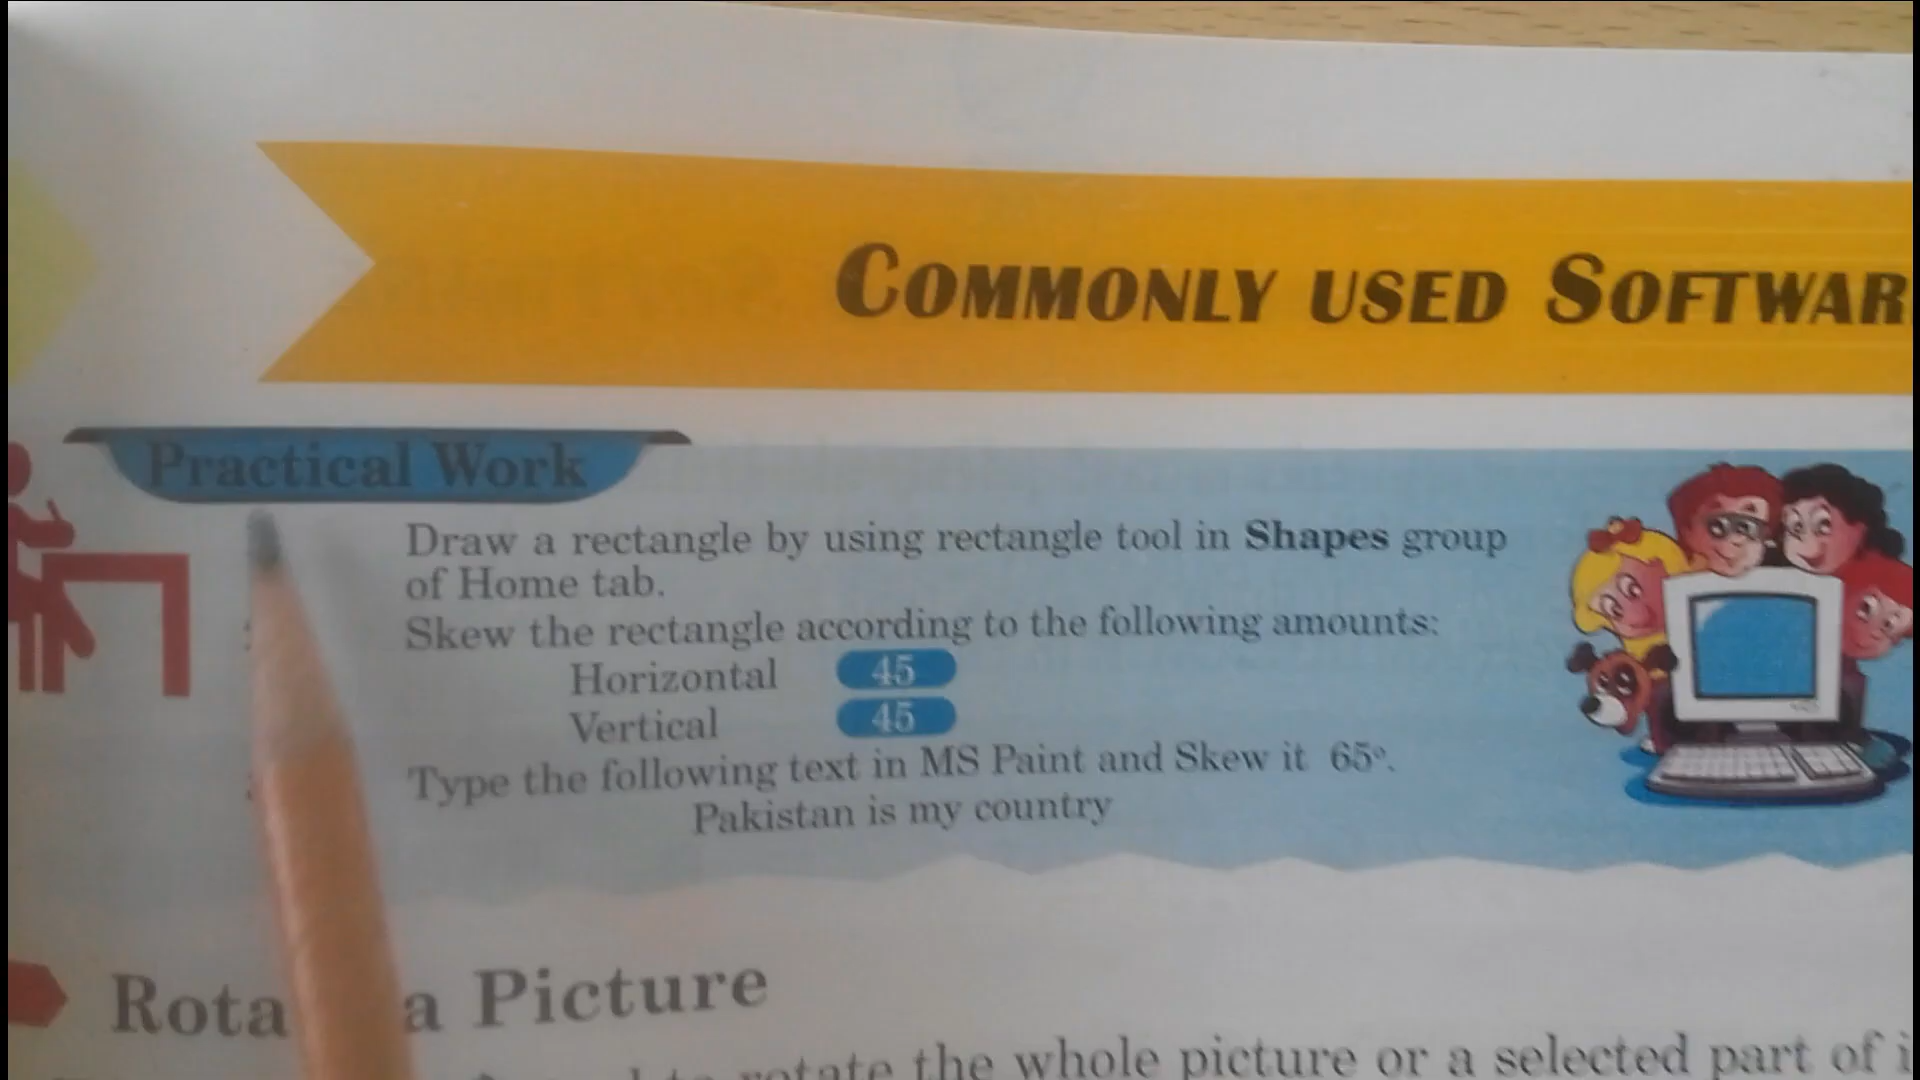 COMMONLY USED SOFTWAR
Practical Work
Draw a rectangle by using rectangle tool in Shapes group
of Home tab.
Skew the rectangle according to the following amounts:
Horizontal 45
Vertical 45
Type the following text in MS Paint and Skew it 65°.
Pakistan is my country
a Picture
rotate the whole picture or a selected part of